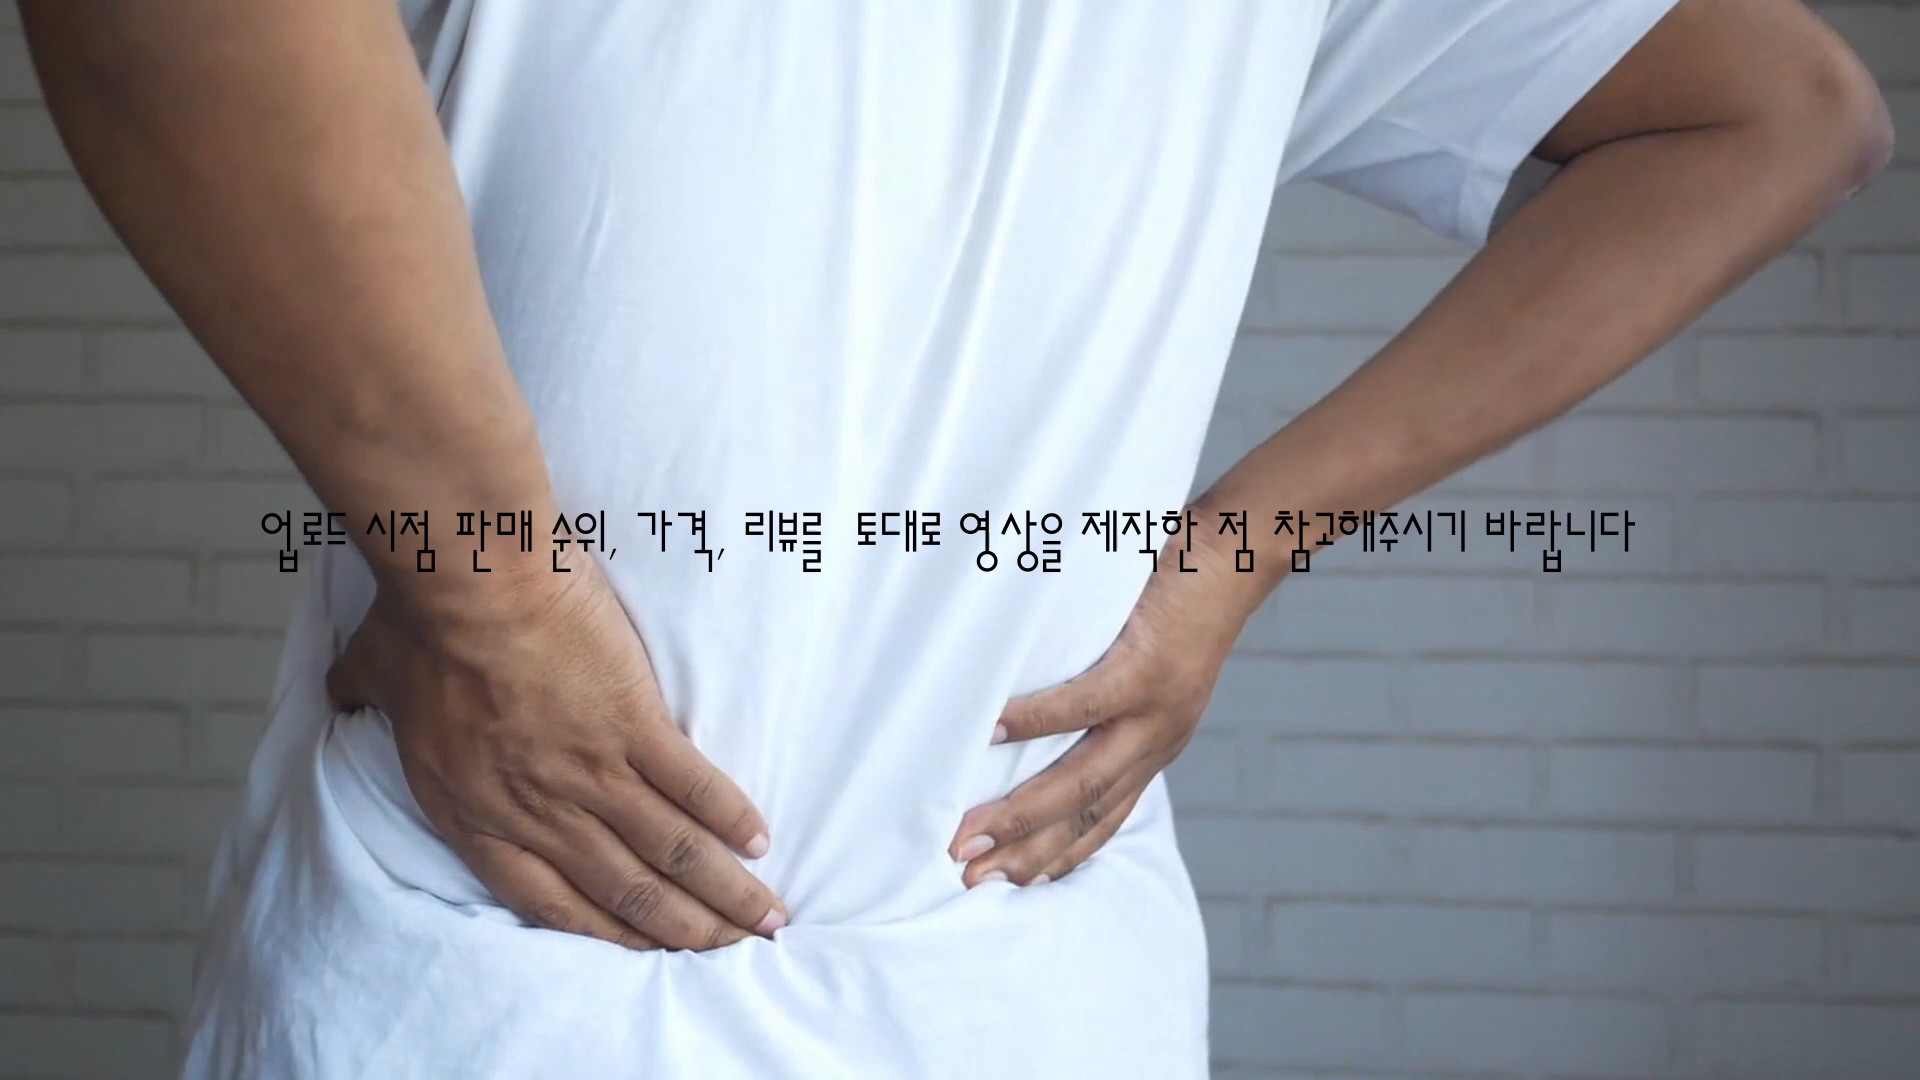 업로드 시점 판매 순위, 가격, 리뷰를 토대로 영상을 제작한 점 참고해주시기 바랍니다